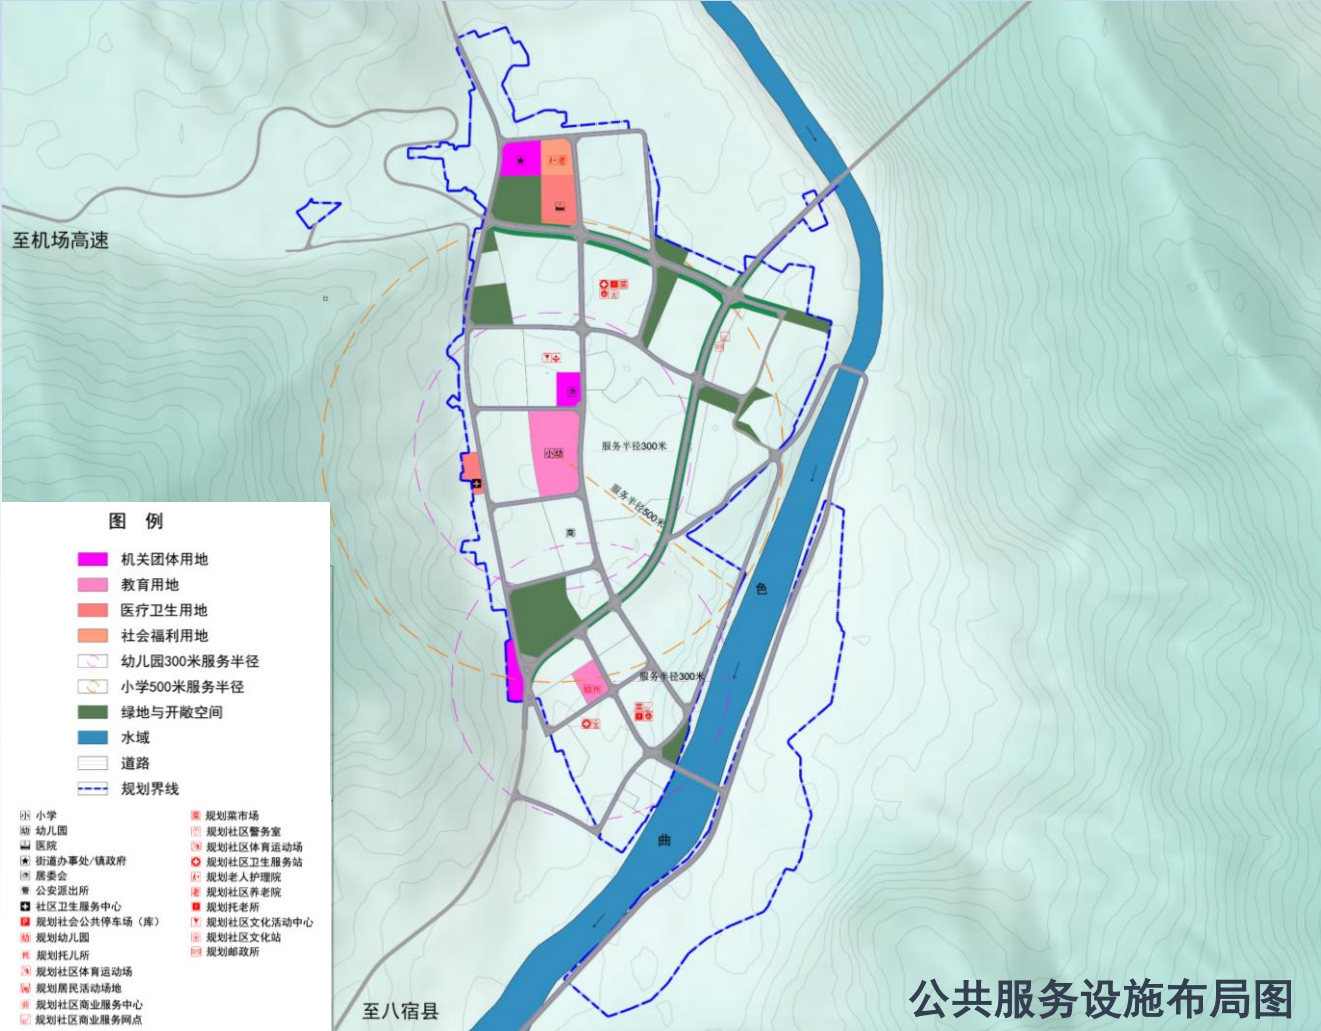 至机场高速
小幼
服务半径300米
服务半径500米
商
色
幼托
服务半径300米
曲
至八宿县
公共服务设施布局图
图 例
机关团体用地
教育用地
医疗卫生用地
社会福利用地
幼儿园300米服务半径
小学500米服务半径
绿地与开敞空间
水域
道路
规划界线
小 小学
幼 幼儿园
医院
街道办事处/镇政府
居委会
警 公安派出所
社区卫生服务中心
P 规划社会公共停车场（库）
幼 规划幼儿园
托 规划托儿所
规划社区体育运动场
规划居民活动场地
商 规划社区商业服务中心
规划社区商业服务网点
菜 规划菜市场
规划社区警务室
规划社区体育运动场
规划社区卫生服务站
规划老人护理院
老 规划社区养老院
规划托老所
规划社区文化活动中心
规划社区文化站
规划邮政所